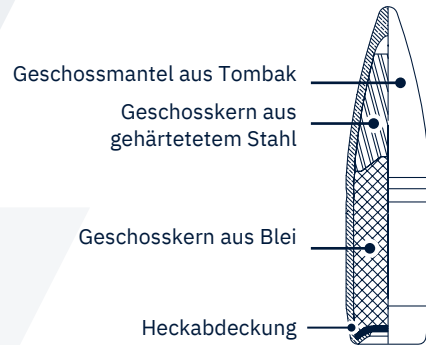 Geschossmantel aus Tombak
Geschosskern aus
gehärtetetem Stahl
Geschosskern aus Blei
Heckabdeckung